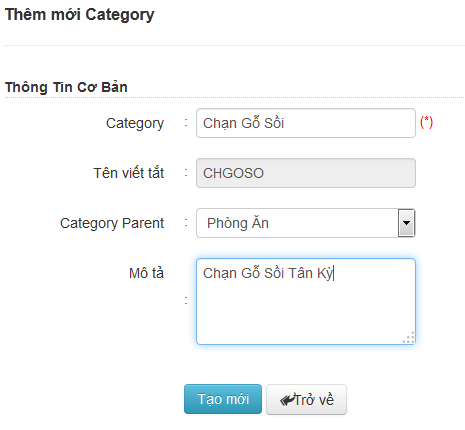 Thêm mới Category
Thông Tin Cơ Bản
Category : Chạn Gỗ Sồi (*)
Tên viết tắt : CHGOSO
Category Parent : Phòng Ăn
Mô tả : Chạn Gỗ Sồi Tân Kỳ
Tạo mới Trở về